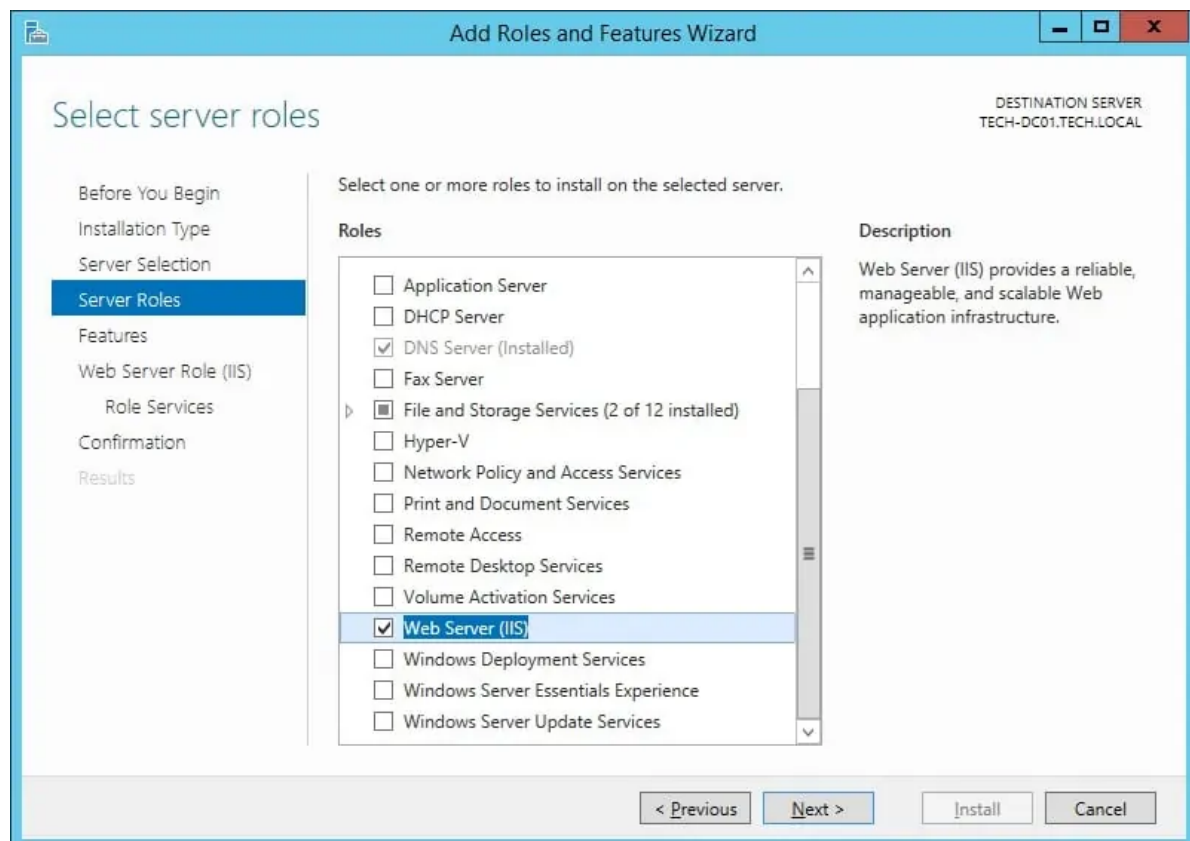 Add Roles and Features Wizard
Select server roles
DESTINATION SERVER
TECH-DC01.TECH.LOCAL
Before You Begin
Installation Type
Server Selection
Server Roles
Features
Web Server Role (IIS)
Role Services
Confirmation
Results
Select one or more roles to install on the selected server.
Roles
Application Server
DHCP Server
DNS Server (Installed)
Fax Server
File and Storage Services (2 of 12 installed)
Hyper-V
Network Policy and Access Services
Print and Document Services
Remote Access
Remote Desktop Services
Volume Activation Services
Web Server (IIS)
Windows Deployment Services
Windows Server Essentials Experience
Windows Server Update Services
Description
Web Server (IIS) provides a reliable,
manageable, and scalable Web
application infrastructure.
< Previous
Next >
Install
Cancel